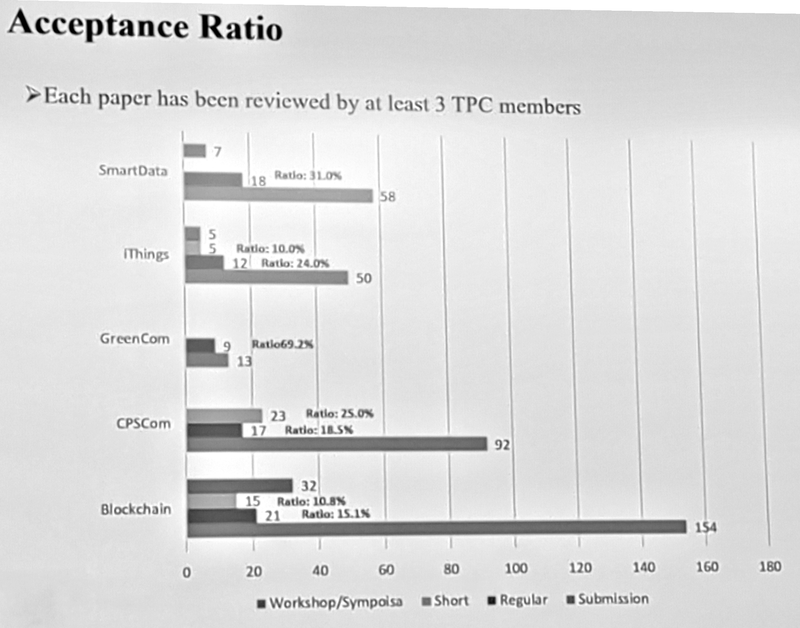 Acceptance Ratio
➢Each paper has been reviewed by at least 3 TPC members
7
SmartData
18 Ratio: 31.0%
58
5
5 Ratio: 10.0%
iThings
12 Ratio: 24.0%
50
GreenCom
9 Ratio69.2%
13
23 Ratio: 25.0%
CPSCom
17 Ratio: 18.5%
92
32
15 Ratio: 10.8%
Blockchain
21 Ratio: 15.1%
154
0 20 40 60 80 100 120 140 160 180
Workshop/Sympoisa Short Regular Submission